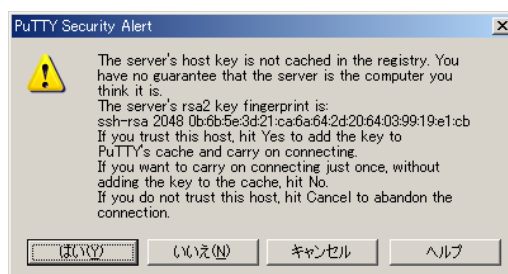 PuTTY Security Alert
The server's host key is not cached in the registry. You
have no guarantee that the server is the computer you
think it is.
The server's rsa2 key fingerprint is:
ssh-rsa 2048 0b:6b:5e:3d:21:ca:6a:64:2d:20:64:03:99:19:e1:cb
If you trust this host, hit Yes to add the key to
PuTTY's cache and carry on connecting.
If you want to carry on connecting just once, without
adding the key to the cache, hit No.
If you do not trust this host, hit Cancel to abandon the
connection.
はい(Y) いいえ(N) キャンセル ヘルプ